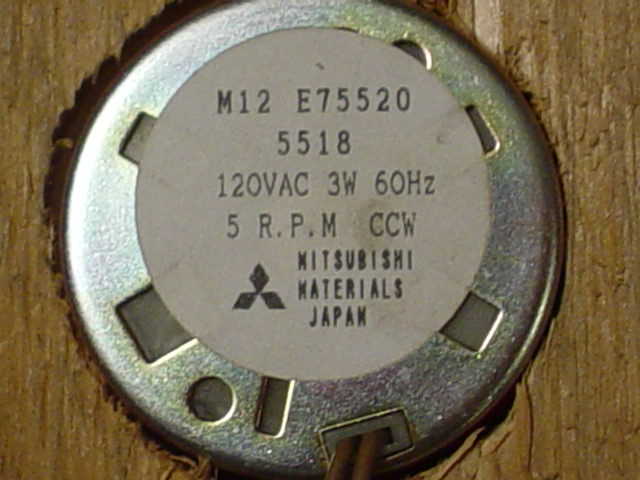 M12 E75520
5518
120VAC 3W 60Hz
5 R.P.M CCW
MITSUBISHI
MATERIALS
JAPAN